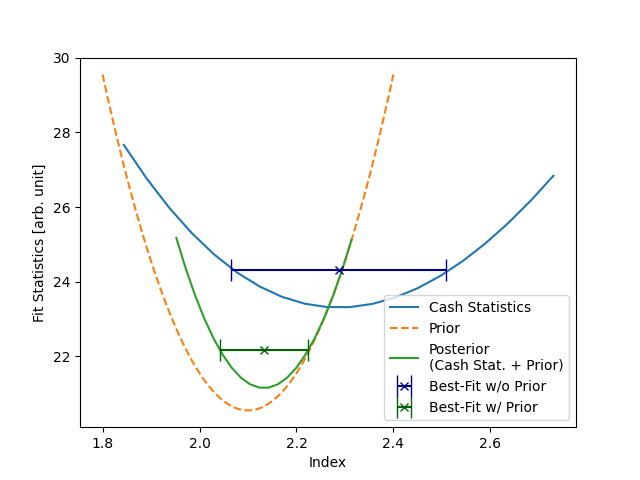 30
28
26
24
22
Fit Statistics [arb. unit]
1.8
2.0
2.2
2.4
2.6
Index
Cash Statistics
Prior
Posterior
(Cash Stat. + Prior)
Best-Fit w/o Prior
Best-Fit w/ Prior